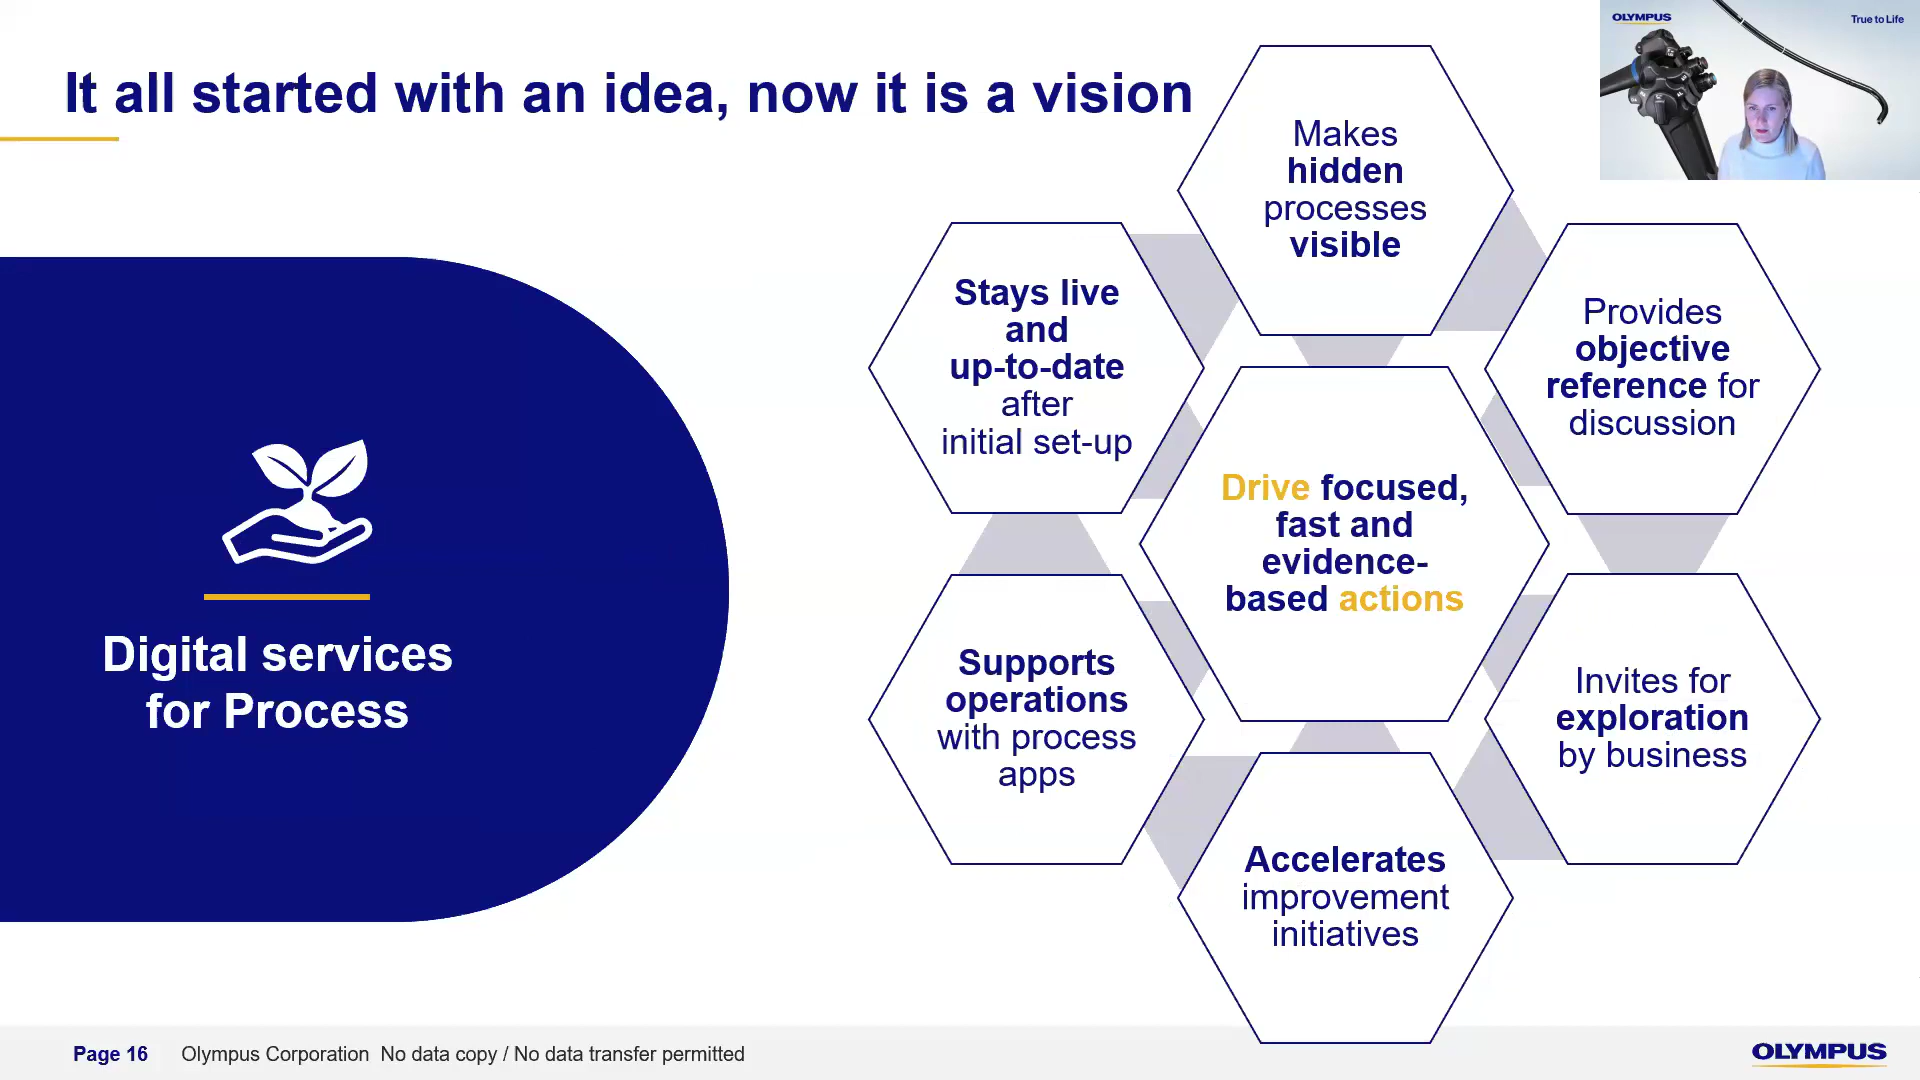 It all started with an idea, now it is a vision
OLYMPUS
True to Life
Makes
hidden
processes
visible
Stays live
and
up-to-date
after
initial set-up
Provides
objective
reference for
discussion
Drive focused,
fast and
evidence-
based actions
Digital services
for Process
Supports
operations
with process
apps
Invites for
exploration
by business
Accelerates
improvement
initiatives
Page 16 Olympus Corporation No data copy / No data transfer permitted
OLYMPUS